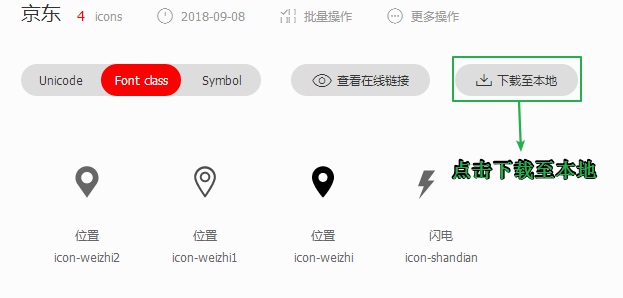 京东 4 icons 2018-09-08 批量操作 更多操作
Unicode Font class Symbol 查看在线链接 下载至本地
点击下载至本地
位置 位置 位置 闪电
icon-weizhi2 icon-weizhi1 icon-weizhi icon-shandian